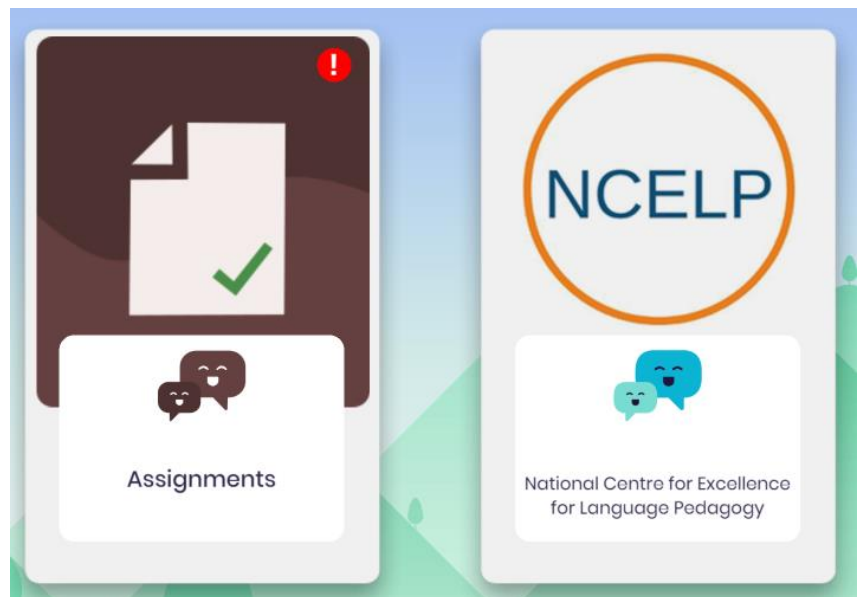 !
NCELP
Assignments
National Centre for Excellence
for Language Pedagogy